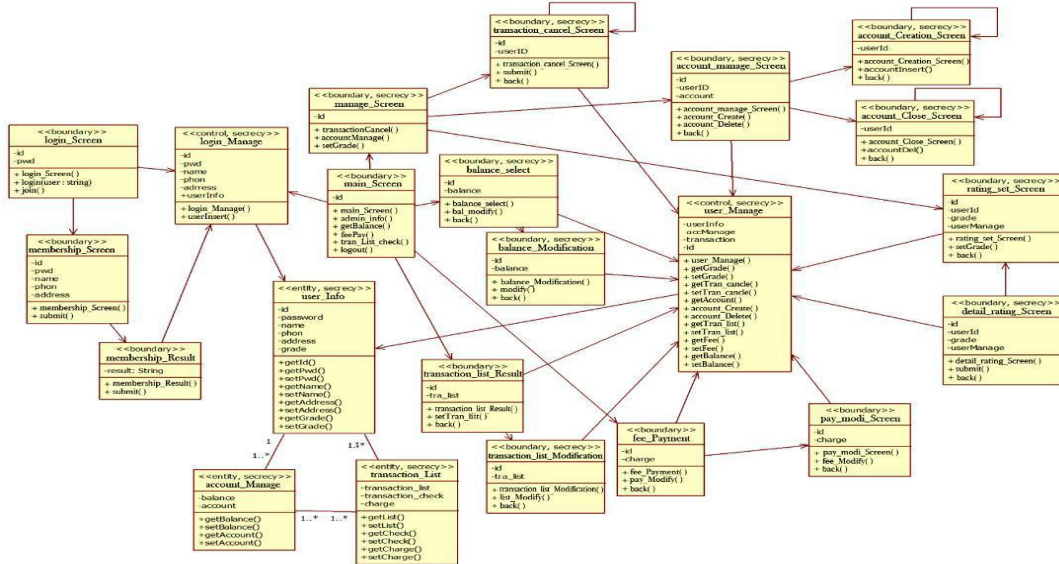 <<boundary, secrecy>>
transaction_cancel_Screen
-id
-userID
+transaction_cancel_Screen()
+submit()
+back()
<<boundary, secrecy>>
account_Creation_Screen
-userId
+account_Creation_Screen()
+accountInsert()
+back()
<<boundary, secrecy>>
account_manage_Screen
-id
-userID
-account
+account_manage_Screen()
+account_Create()
+account_Delete()
+back()
<<boundary, secrecy>>
manage_Screen
-id
+transactionCancel()
+accountManage()
+setGrade()
<<boundary, secrecy>>
account_Close_Screen
-userId
+account_Close_Screen()
+accountDel()
+back()
<<boundary>>
login_Screen
-id
-pwd
+login_Screen()
+login(user : string)
+join()
<<control, secrecy>>
login_Manage
-id
-pwd
-name
-phon
-adrress
+userInfo
+login_Manage()
+userInsert()
<<boundary>>
main_Screen
-id
+main_Screen()
+admin_info()
+getBalance()
+feePay()
+tran_List_check()
+logout()
<<boundary, secrecy>>
balance_select
-id
-balance
+balance_select()
+bal_modify()
+back()
<<boundary, secrecy>>
rating_set_Screen
-id
-userId
-grade
-userManage
+rating_set_Screen()
+setGrade()
+back()
<<control, secrecy>>
user_Manage
-userInfo
-accManage
-transaction
-id
+user_Manage()
+getGrade()
+setGrade()
+getTran_cancle()
+setTran_cancle()
+getAccount()
+account_Create()
+account_Delete()
+getTran_list()
+setTran_list()
+getFee()
+setFee()
+getBalance()
+setBalance()
<<boundary, secrecy>>
balance_Modification
-id
-balance
+balance_Modification()
+modify()
+back()
<<boundary>>
membership_Screen
-id
-pwd
-name
-phon
-address
+membership_Screen()
+submit()
<<entity, secrecy>>
user_Info
-id
-password
-name
-phon
-address
-grade
+getId()
+getPwd()
+setPwd()
+getName()
+setName()
+getAddress()
+setAddress()
+getGrade()
+setGrade()
<<boundary, secrecy>>
detail_rating_Screen
-id
-userId
-grade
-userManage
+detail_rating_Screen()
+submit()
+back()
<<boundary>>
membership_Result
-result: String
+membership_Result()
+submit()
<<boundary>>
transaction_list_Result
-id
-tra_list
+transaction_list_Result()
+setTran_list()
+back()
<<boundary>>
pay_modi_Screen
-id
-charge
+pay_modi_Screen()
+fee_Modify()
+back()
<<boundary>>
fee_Payment
-id
-charge
+fee_Payment()
+pay_Modify()
+back()
<<boundary, secrecy>>
transaction_list_Modification
-id
-tra_list
+transaction_list_Modification()
+list_Modify()
+back()
1
1..*
<<entity, secrecy>>
account_Manage
-balance
-account
+getBalance()
+setBalance()
+getAccount()
+setAccount()
1..*
1..*
<<entity, secrecy>>
transaction_List
-transaction_list
-transaction_check
-charge
+getList()
+setList()
+getCheck()
+setCheck()
+getCharge()
+setCharge()